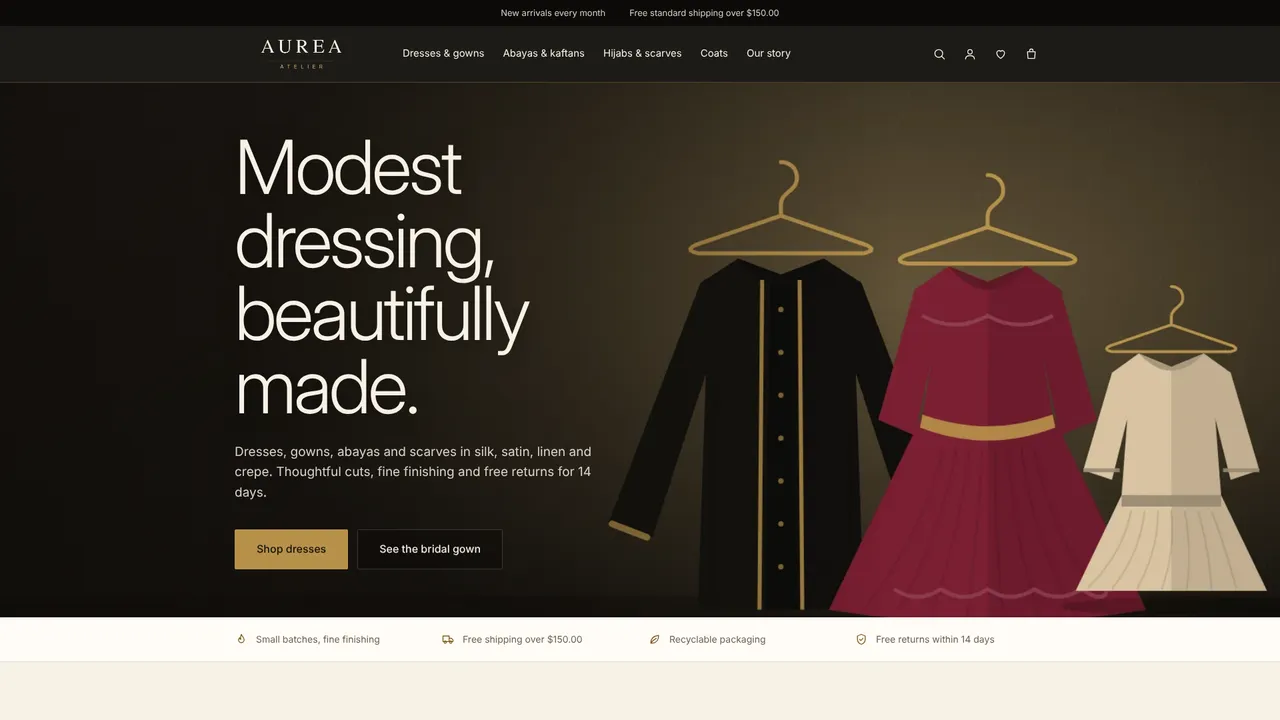 New arrivals every month
Free standard shipping over $150.00
AUREA
ATELIER
Dresses & gowns
Abayas & kaftans
Hijabs & scarves
Coats
Our story
Modest
dressing,
beautifully
made.
Dresses, gowns, abayas and scarves in silk, satin, linen and
crepe. Thoughtful cuts, fine finishing and free returns for 14
days.
Shop dresses
See the bridal gown
Small batches, fine finishing
Free shipping over $150.00
Recyclable packaging
Free returns within 14 days